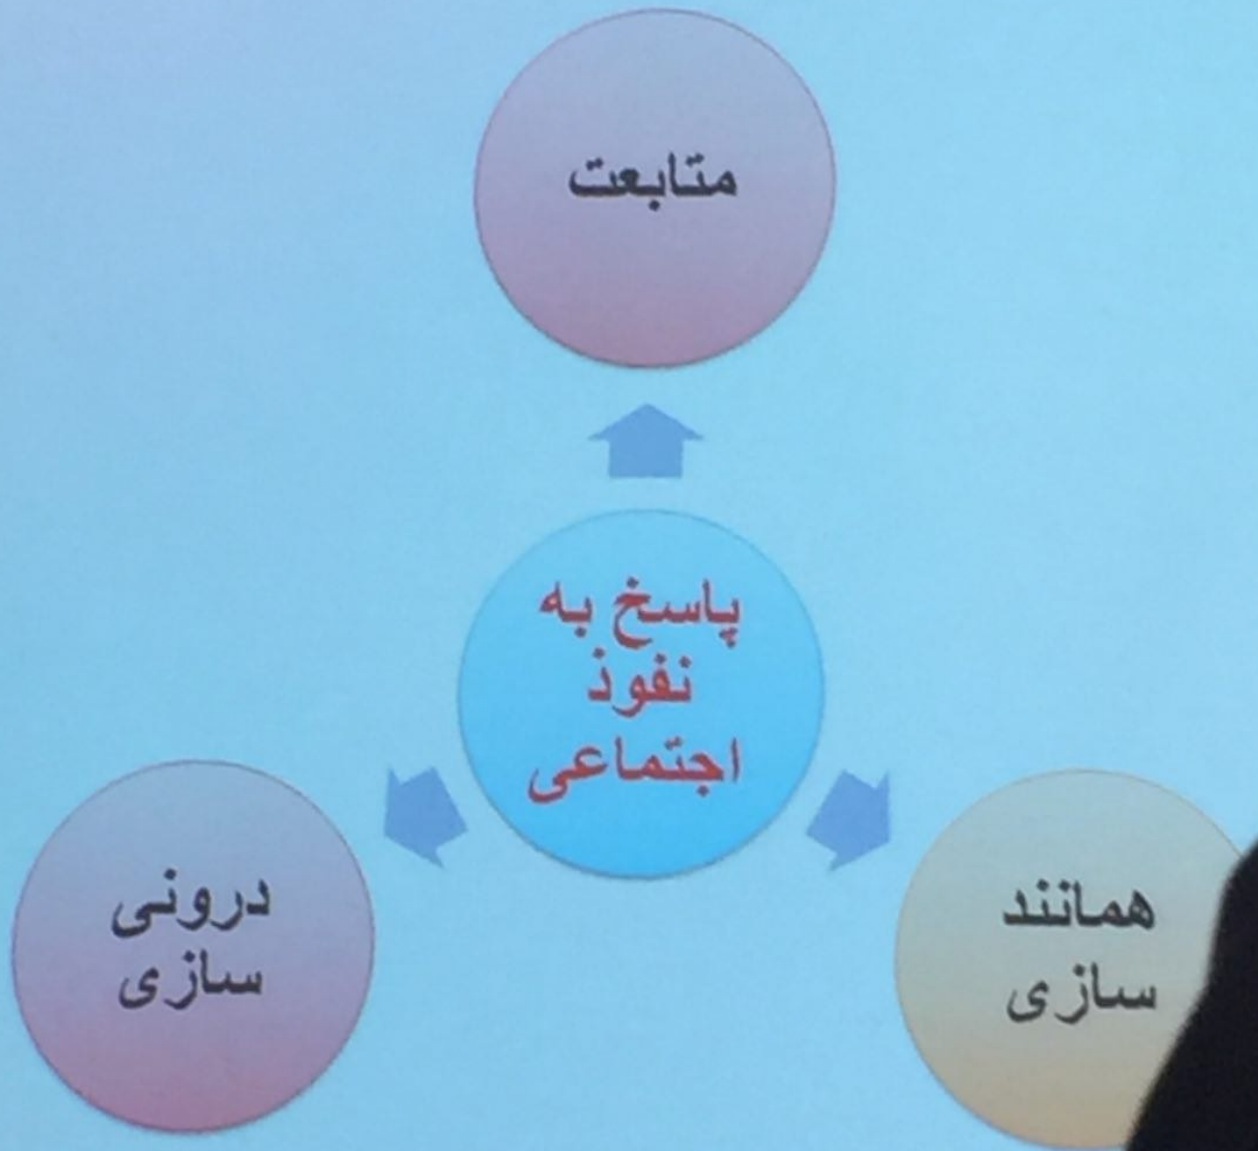 متابعت
پاسخ به
نفوذ
اجتماعی
همانند
سازی
درونی
سازی